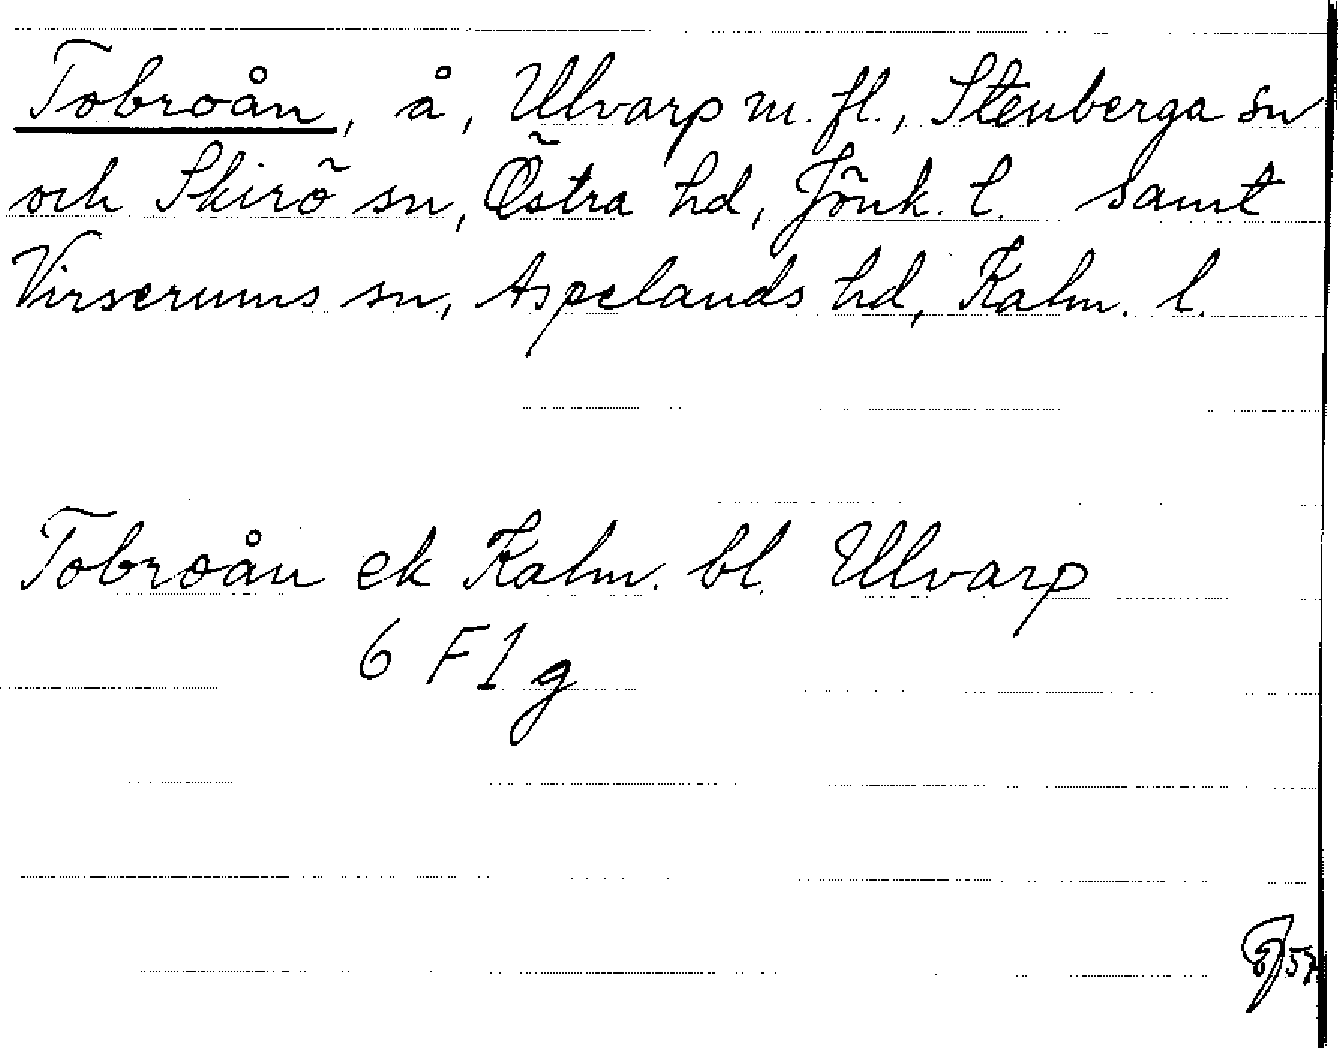 Tobroån, å, Ulvarp m. fl., Stenberga sn
och Skirö sn, Östra hd, Jönk. l. samt
Virserums sn, Aspelands hd, Kalm. l.
Tobroån ek Kalm. bl. Ulvarp
6 F 1 g